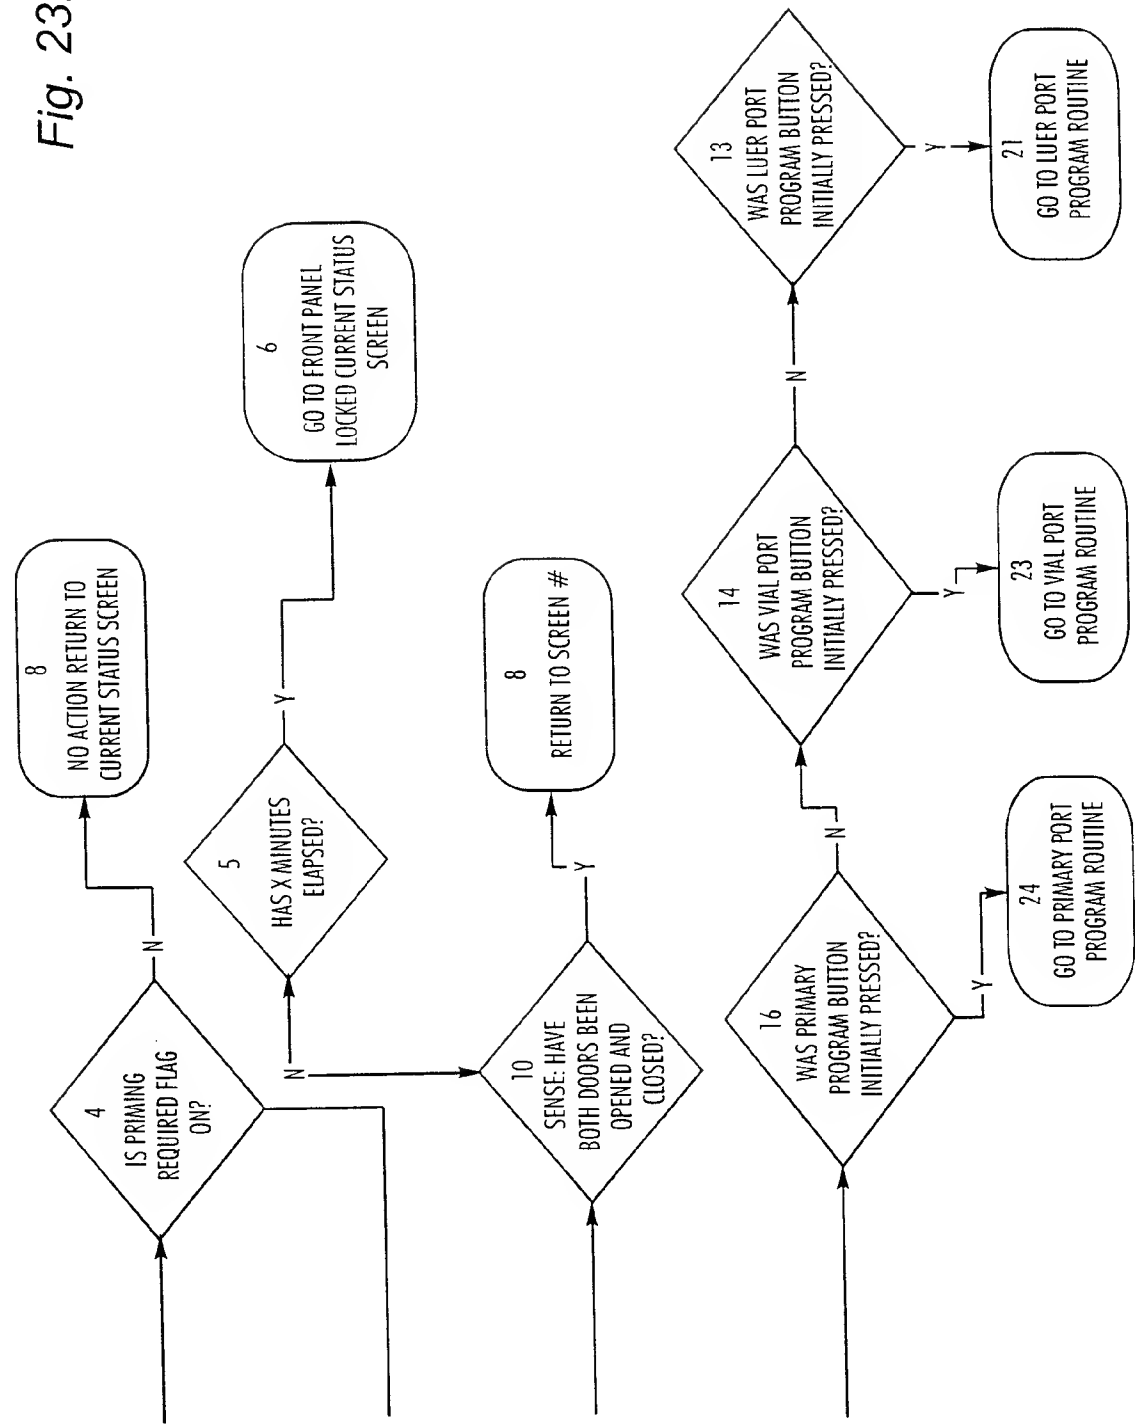 Fig. 23
8
NO ACTION RETURN TO
CURRENT STATUS SCREEN
4
IS PRIMING
REQUIRED FLAG
ON?
N
6
GO TO FRONT PANEL
LOCKED CURRENT STATUS
SCREEN
5
HAS X MINUTES
ELAPSED?
Y
N
10
SENSE: HAVE
BOTH DOORS BEEN
OPENED AND
CLOSED?
Y
8
RETURN TO SCREEN #
16
WAS PRIMARY
PROGRAM BUTTON
INITIALLY PRESSED?
N
Y
24
GO TO PRIMARY PORT
PROGRAM ROUTINE
14
WAS VIAL PORT
PROGRAM BUTTON
INITIALLY PRESSED?
N
Y
23
GO TO VIAL PORT
PROGRAM ROUTINE
13
WAS LUER PORT
PROGRAM BUTTON
INITIALLY PRESSED?
Y
21
GO TO LUER PORT
PROGRAM ROUTINE